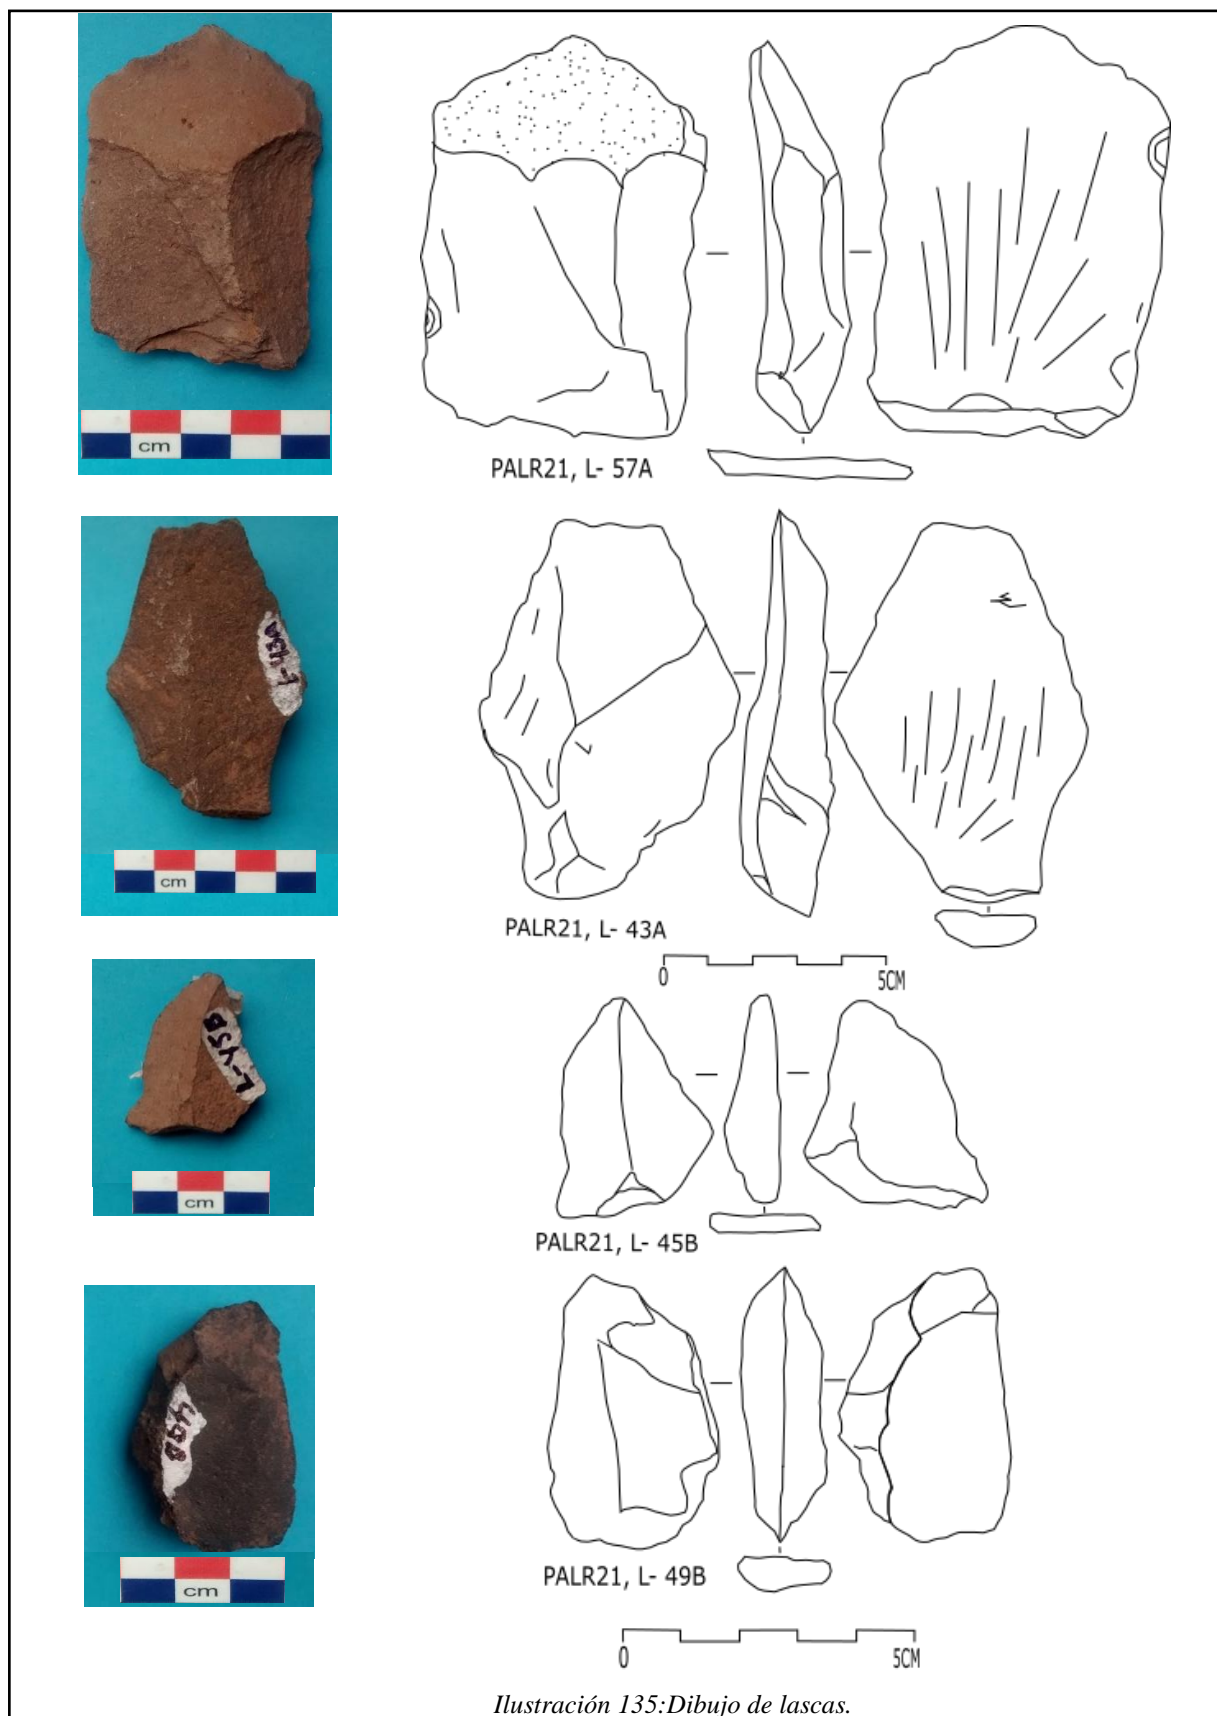 cm
PALR21, L- 57A
L-43A
cm
PALR21, L- 43A
0 5CM
L-45B
cm
PALR21, L- 45B
49B
cm
PALR21, L- 49B
0 5CM
Ilustración 135:Dibujo de lascas.